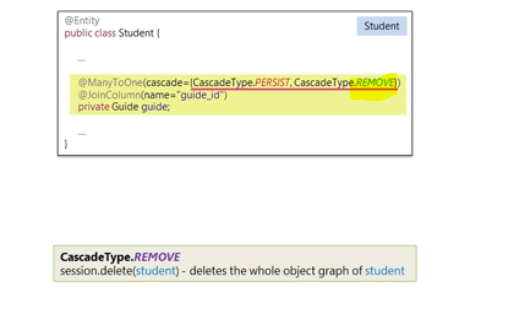 @Entity
public class Student {
Student
...
@ManyToOne(cascade={CascadeType.PERSIST, CascadeType.REMOVE})
@JoinColumn(name="guide_id")
private Guide guide;
...
}
CascadeType.REMOVE
session.delete(student) - deletes the whole object graph of student